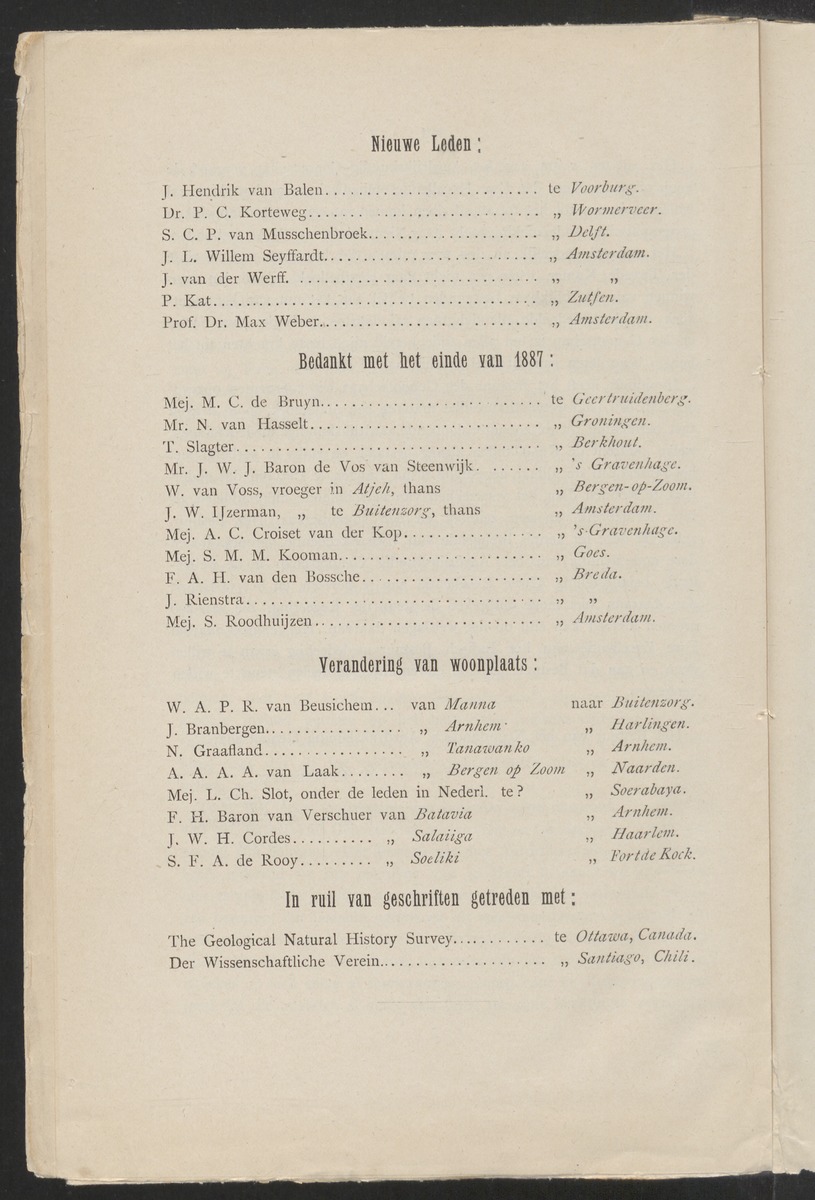 Nieuwe Leden:
J. Hendrik van Balen.......................... te Voorburg.
Dr. P. C. Korteweg....... .................... „ Wormerveer.
S. C. P. van Musschenbroek..................... „ Delft.
J. L. Willem Seyffardt.......................... „ Amsterdam.
J. van der Werff. ............................. „ „
P. Kat....................................... „ Zutfen.
Prof. Dr. Max Weber.................. ........ „ Amsterdam.
Bedankt met het einde van 1887:
Mej. M. C. de Bruyn........................... te Geertruidenberg.
Mr. N. van Hasselt............................ „ Groningen.
T. Slagter..................................... „ Berkhout.
Mr. J. W. J. Baron de Vos van Steenwijk. ...... „ 's Gravenhage.
W. van Voss, vroeger in Atjeh, thans „ Bergen-op-Zoom.
J. W. IJzerman, „ te Buitenzorg, thans „ Amsterdam.
Mej. A. C. Croiset van der Kop................. „ 's-Gravenhage.
Mej. S. M. M. Kooman......................... „ Goes.
F. A. H. van den Bossche...................... „ Breda.
J. Rienstra.................................... „ „
Mej. S. Roodhuijzen............................ „ Amsterdam.
Verandering van woonplaats:
W. A. P. R. van Beusichem... van Manna naar Buitenzorg.
J. Branbergen................. „ Arnhem „ Harlingen.
N. Graafland.................. „ Tanawanko „ Arnhem.
A. A. A. A. van Laak........ „ Bergen op Zoom „ Naarden.
Mej. L. Ch. Slot, onder de leden in Nederl. te? „ Soerabaya.
F. H. Baron van Verschuer van Batavia „ Arnhem.
J. W. H. Cordes.......... „ Salaiiga „ Haarlem.
S. F. A. de Rooy......... „ Soeliki „ Fort de Kock.
In ruil van geschriften getreden met:
The Geological Natural History Survey............ te Ottawa, Canada.
Der Wissenschaftliche Verein.................... „ Santiago, Chili.